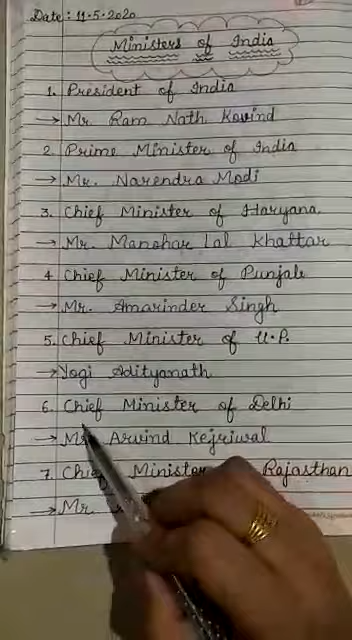 Date: 11.5.2020
Ministers of India
1. President of India
→ Mr. Ram Nath Kovind
2. Prime Minister of India
→ Mr. Narendra Modi
3. Chief Minister of Haryana.
→ Mr. Manohar Lal Khattar
4. Chief Minister of Punjab
→ Mr. Amarinder Singh
5. Chief Minister of U.P.
→ Yogi Adityanath
6. Chief Minister of Delhi
→ Mr. Arvind Kejriwal
7. Chief Minister Rajasthan
→ Mr.